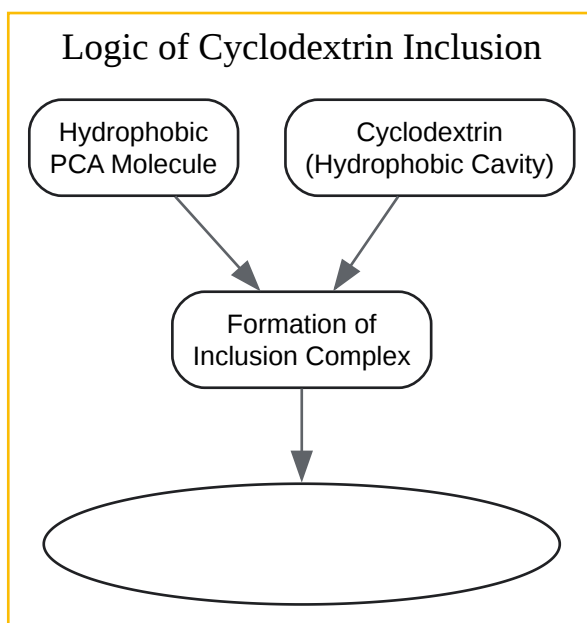 Logic of Cyclodextrin Inclusion
Hydrophobic
PCA Molecule
Cyclodextrin
(Hydrophobic Cavity)
Formation of
Inclusion Complex